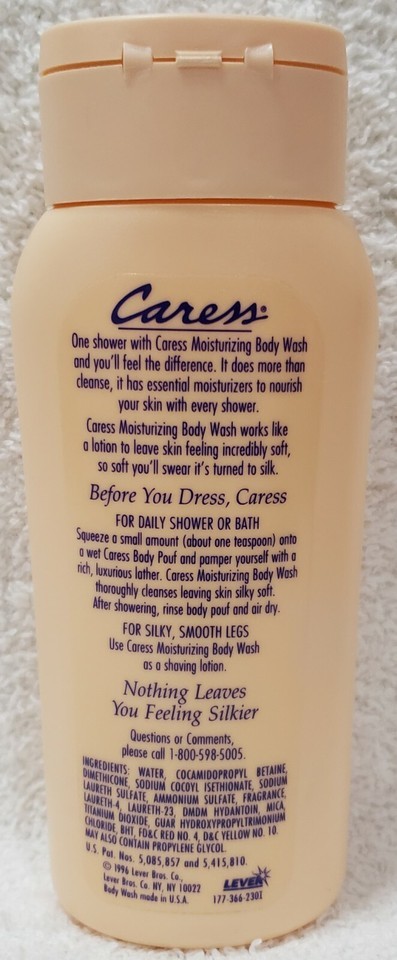 Caress
One shower with Caress Moisturizing Body Wash
and you'll feel the difference. It does more than
cleanse, it has essential moisturizers to nourish
your skin with every shower.
Caress Moisturizing Body Wash works like
a lotion to leave skin feeling incredibly soft,
so soft you'll swear it's turned to silk.
Before You Dress, Caress
FOR DAILY SHOWER OR BATH
Squeeze a small amount (about one teaspoon) onto
a wet Caress Body Pouf and pamper yourself with a
rich, luxurious lather. Caress Moisturizing Body Wash
thoroughly cleanses leaving skin silky soft.
After showering, rinse body pouf and air dry.
FOR SILKY, SMOOTH LEGS
Use Caress Moisturizing Body Wash
as a shaving lotion.
Nothing Leaves
You Feeling Silkier
Questions or Comments,
please call 1-800-598-5005.
INGREDIENTS: WATER, COCAMIDOPROPYL BETAINE,
DIMETHICONE, SODIUM COCOYL ISETHIONATE, SODIUM
LAURETH SULFATE, AMMONIUM SULFATE, FRAGRANCE,
LAURETH-4, LAURETH-23, DMDM HYDANTOIN, MICA,
TITANIUM DIOXIDE, GUAR HYDROXYPROPYLTRIMONIUM
CHLORIDE, BHT, FD&C RED NO. 4, D&C YELLOW NO. 10.
MAY ALSO CONTAIN PROPYLENE GLYCOL.
U.S. Pat. Nos. 5,085,857 and 5,415,810.
© 1996 Lever Bros. Co.,
Lever Bros. Co. NY, NY 10022
Body Wash made in U.S.A.
LEVER
177-366-2301